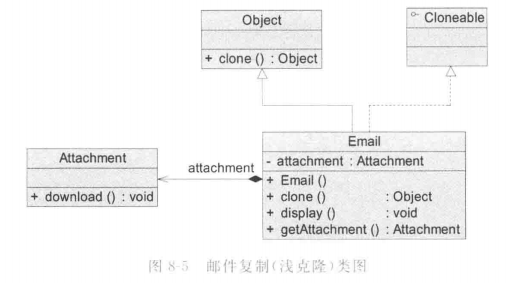 Object
+ clone () : Object
Cloneable
Attachment
+ download () : void
attachment
Email
- attachment : Attachment
+ Email ()
+ clone () : Object
+ display () : void
+ getAttachment () : Attachment
图 8-5 邮件复制(浅克隆)类图